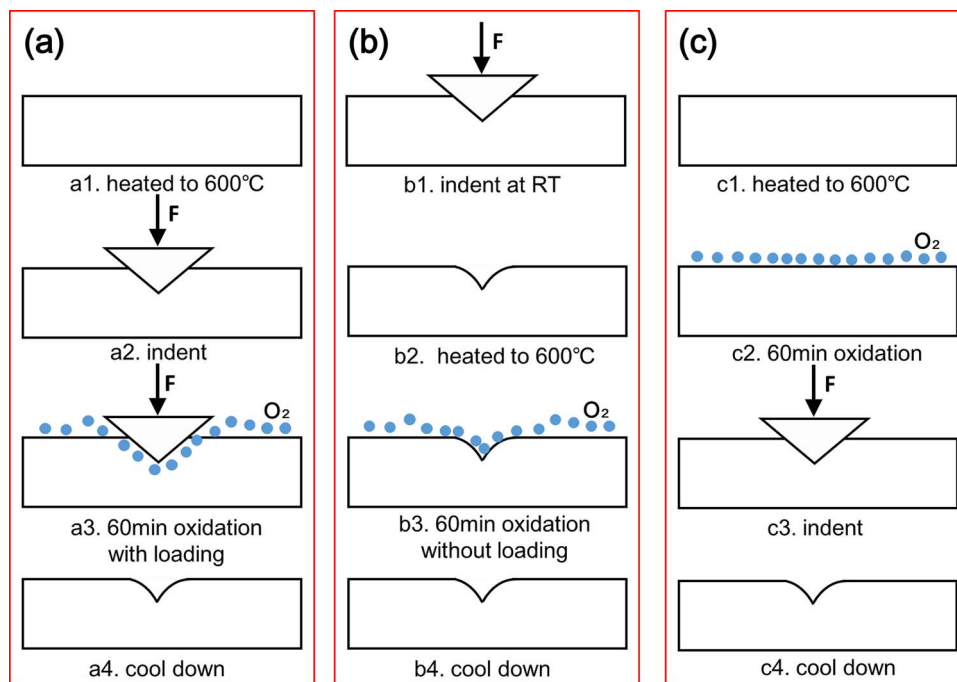 (a)
a1. heated to 600℃
F
a2. indent
F
O₂
a3. 60min oxidation
with loading
a4. cool down
(b)
F
b1. indent at RT
b2. heated to 600℃
O₂
b3. 60min oxidation
without loading
b4. cool down
(c)
c1. heated to 600℃
O₂
c2. 60min oxidation
F
c3. indent
c4. cool down